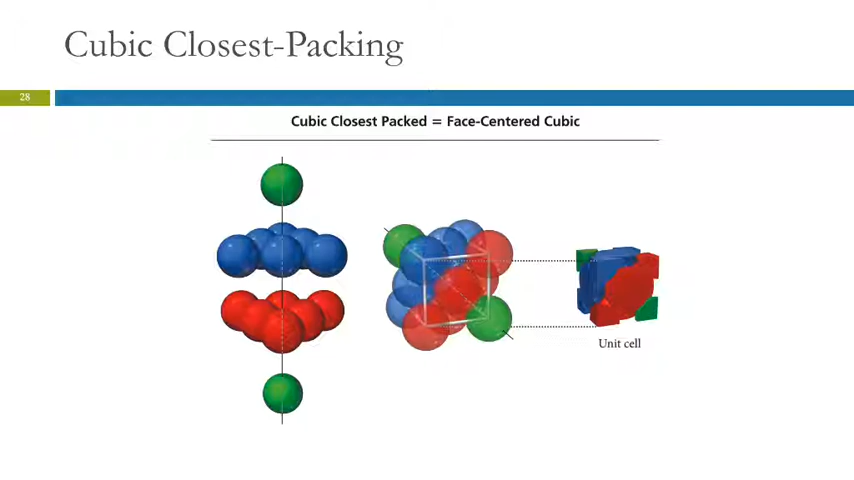 Cubic Closest-Packing
28
Cubic Closest Packed = Face-Centered Cubic
Unit cell